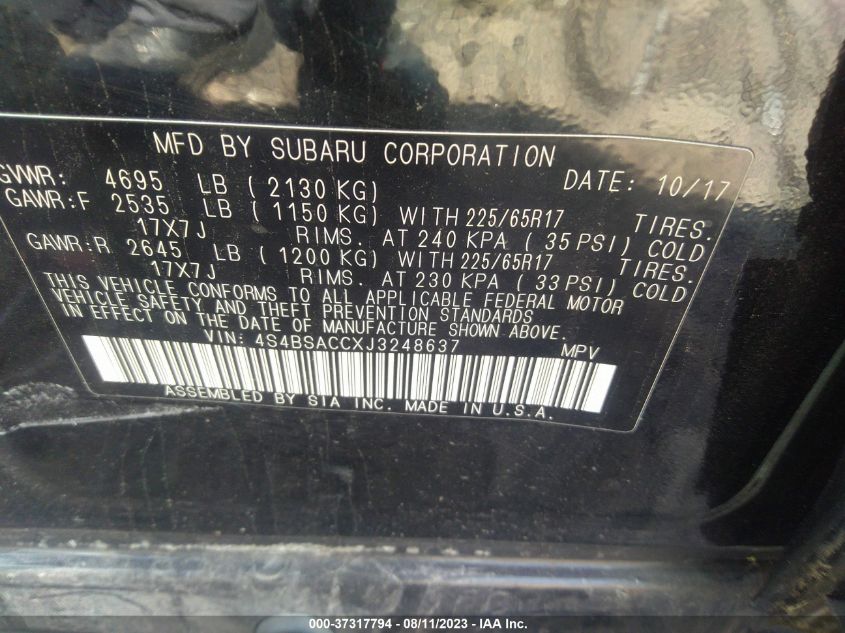 MFD BY SUBARU CORPORATION DATE: 10/17
GVWR: 4695 LB (2130 KG)
GAWR:F 2535 LB (1150 KG) WITH 225/65R17 TIRES.
17X7J RIMS. AT 240 KPA (35 PSI) COLD
GAWR:R 2645 LB (1200 KG) WITH 225/65R17 TIRES.
17X7J RIMS. AT 230 KPA (33 PSI) COLD
THIS VEHICLE CONFORMS TO ALL APPLICABLE FEDERAL MOTOR
VEHICLE SAFETY AND THEFT PREVENTION STANDARDS
IN EFFECT ON THE DATE OF MANUFACTURE SHOWN ABOVE.
VIN: 4S4BSACCXJ3248637 MPV
ASSEMBLED BY SIA INC. MADE IN U.S.A.
000-37317794 - 08/11/2023 - IAA Inc.